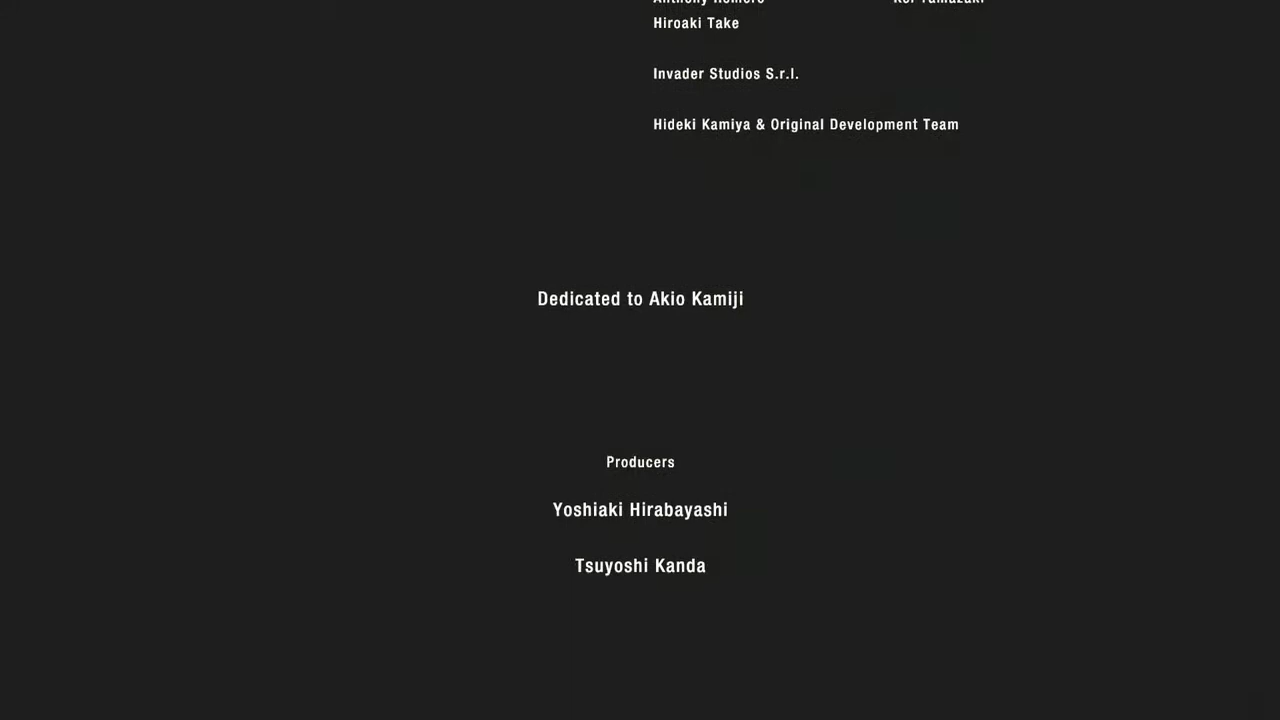 Hiroaki Take
Invader Studios S.r.l.
Hideki Kamiya & Original Development Team
Dedicated to Akio Kamiji
Producers
Yoshiaki Hirabayashi
Tsuyoshi Kanda